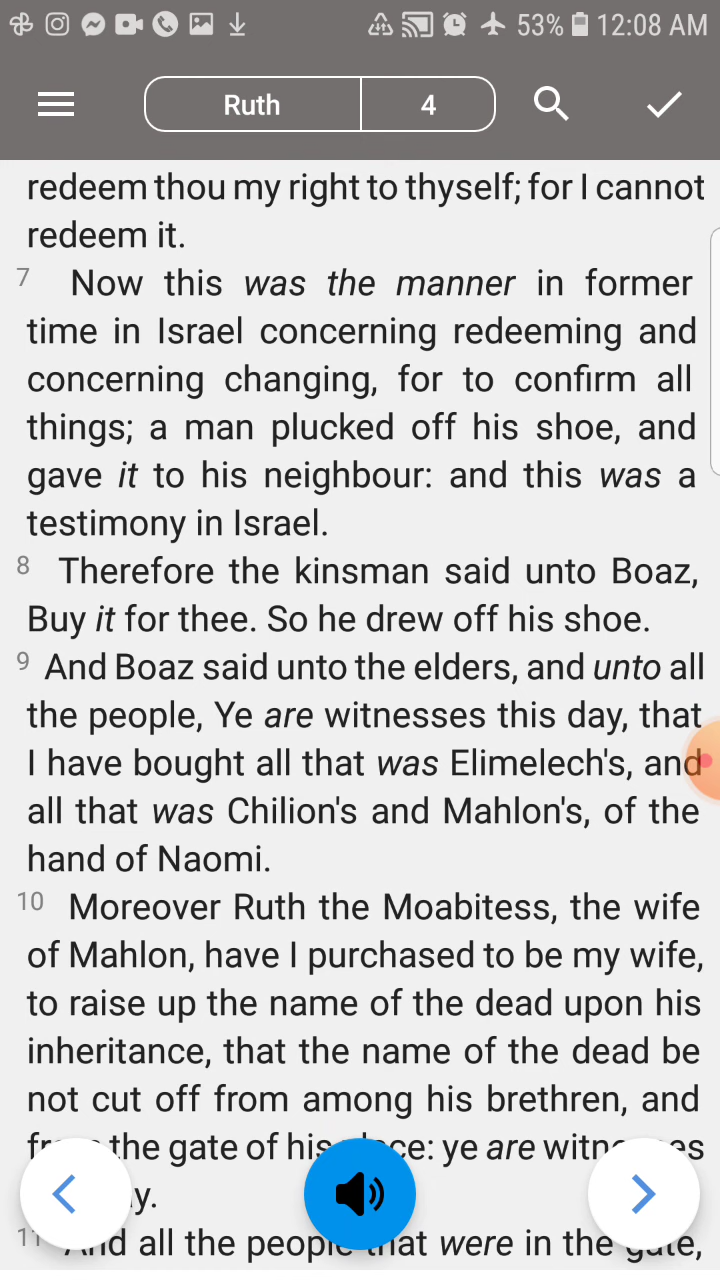 53% 12:08 AM
Ruth 4
redeem thou my right to thyself; for I cannot
redeem it.
7 Now this was the manner in former
time in Israel concerning redeeming and
concerning changing, for to confirm all
things; a man plucked off his shoe, and
gave it to his neighbour: and this was a
testimony in Israel.
8 Therefore the kinsman said unto Boaz,
Buy it for thee. So he drew off his shoe.
9 And Boaz said unto the elders, and unto all
the people, Ye are witnesses this day, that
I have bought all that was Elimelech's, and
all that was Chilion's and Mahlon's, of the
hand of Naomi.
10 Moreover Ruth the Moabitess, the wife
of Mahlon, have I purchased to be my wife,
to raise up the name of the dead upon his
inheritance, that the name of the dead be
not cut off from among his brethren, and
from the gate of his place: ye are witnesses
11 And all the people that were in the gate,